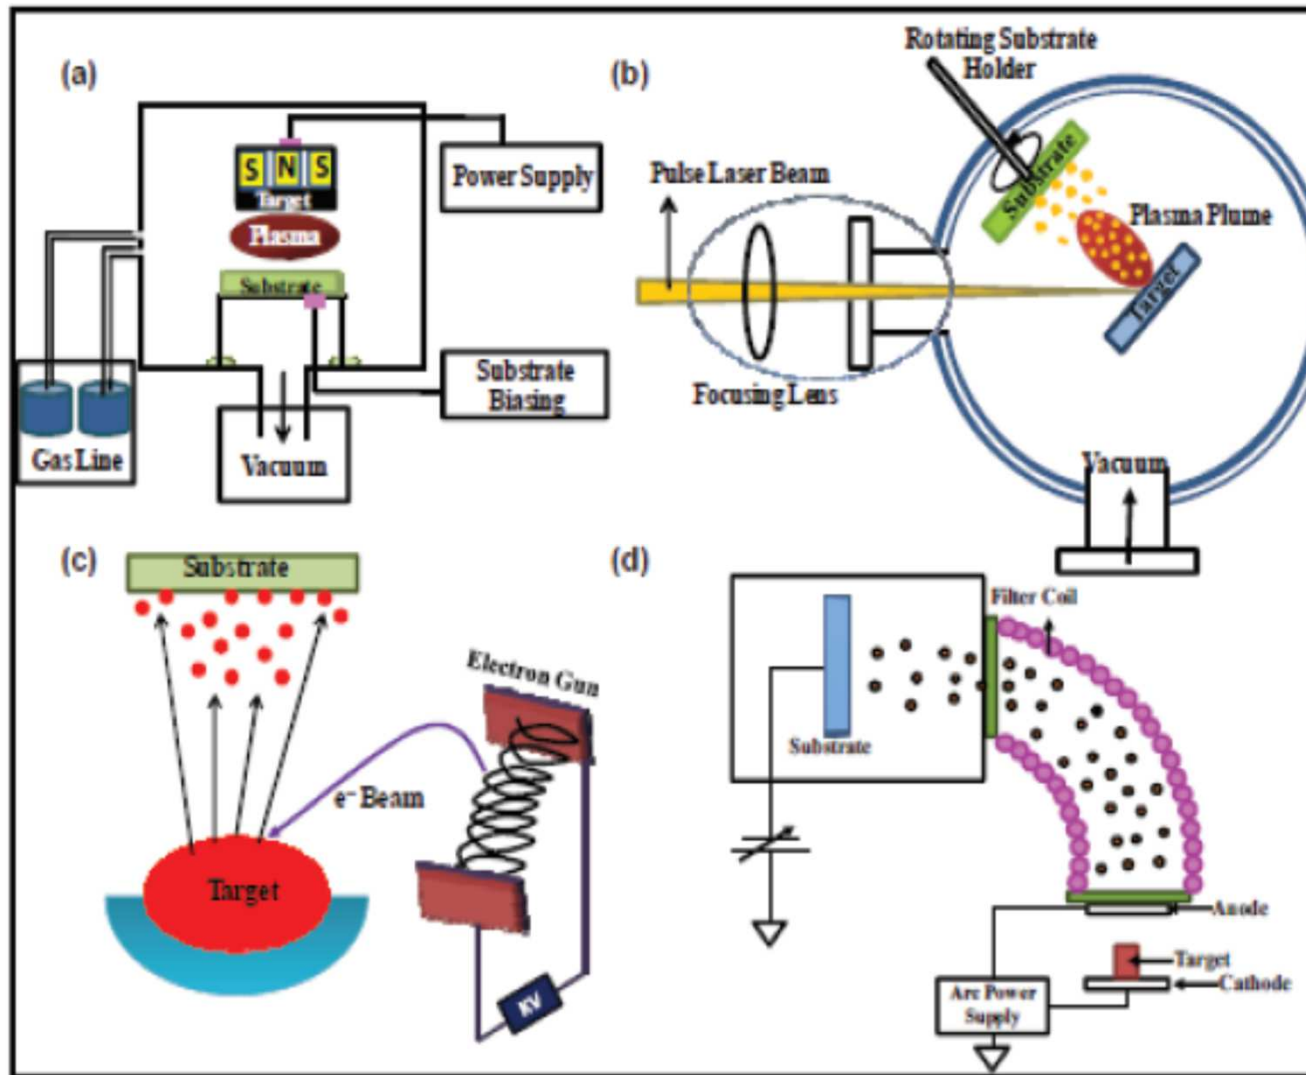 (a)
S N S
Target
Plasma
Substrate
Power Supply
Substrate
Biasing
Gas Line
Vacuum
(b)
Rotating Substrate
Holder
Pulse Laser Beam
Substrate
Plasma Plume
Target
Focusing Lens
Vacuum
(c)
Substrate
Electron Gun
e⁻ Beam
Target
KV
(d)
Filter Coil
Substrate
Anode
Target
Cathode
Arc Power
Supply